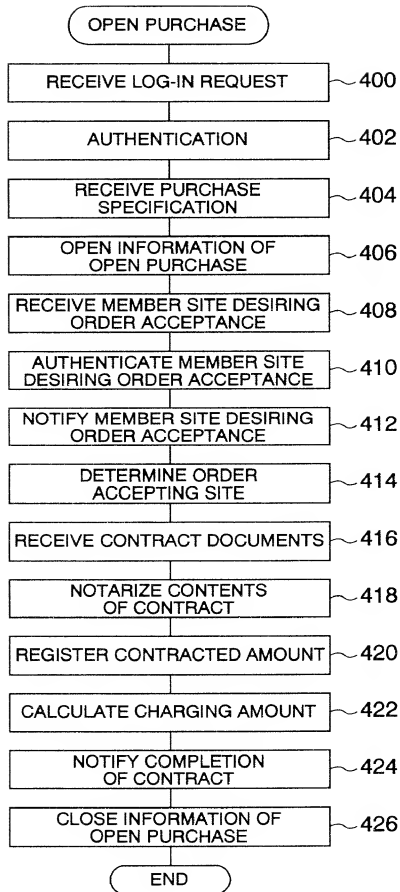 OPEN PURCHASE
RECEIVE LOG-IN REQUEST 400
AUTHENTICATION 402
RECEIVE PURCHASE
SPECIFICATION 404
OPEN INFORMATION OF
OPEN PURCHASE 406
RECEIVE MEMBER SITE DESIRING
ORDER ACCEPTANCE 408
AUTHENTICATE MEMBER SITE
DESIRING ORDER ACCEPTANCE 410
NOTIFY MEMBER SITE DESIRING
ORDER ACCEPTANCE 412
DETERMINE ORDER
ACCEPTING SITE 414
RECEIVE CONTRACT DOCUMENTS 416
NOTARIZE CONTENTS
OF CONTRACT 418
REGISTER CONTRACTED AMOUNT 420
CALCULATE CHARGING AMOUNT 422
NOTIFY COMPLETION
OF CONTRACT 424
CLOSE INFORMATION OF
OPEN PURCHASE 426
END